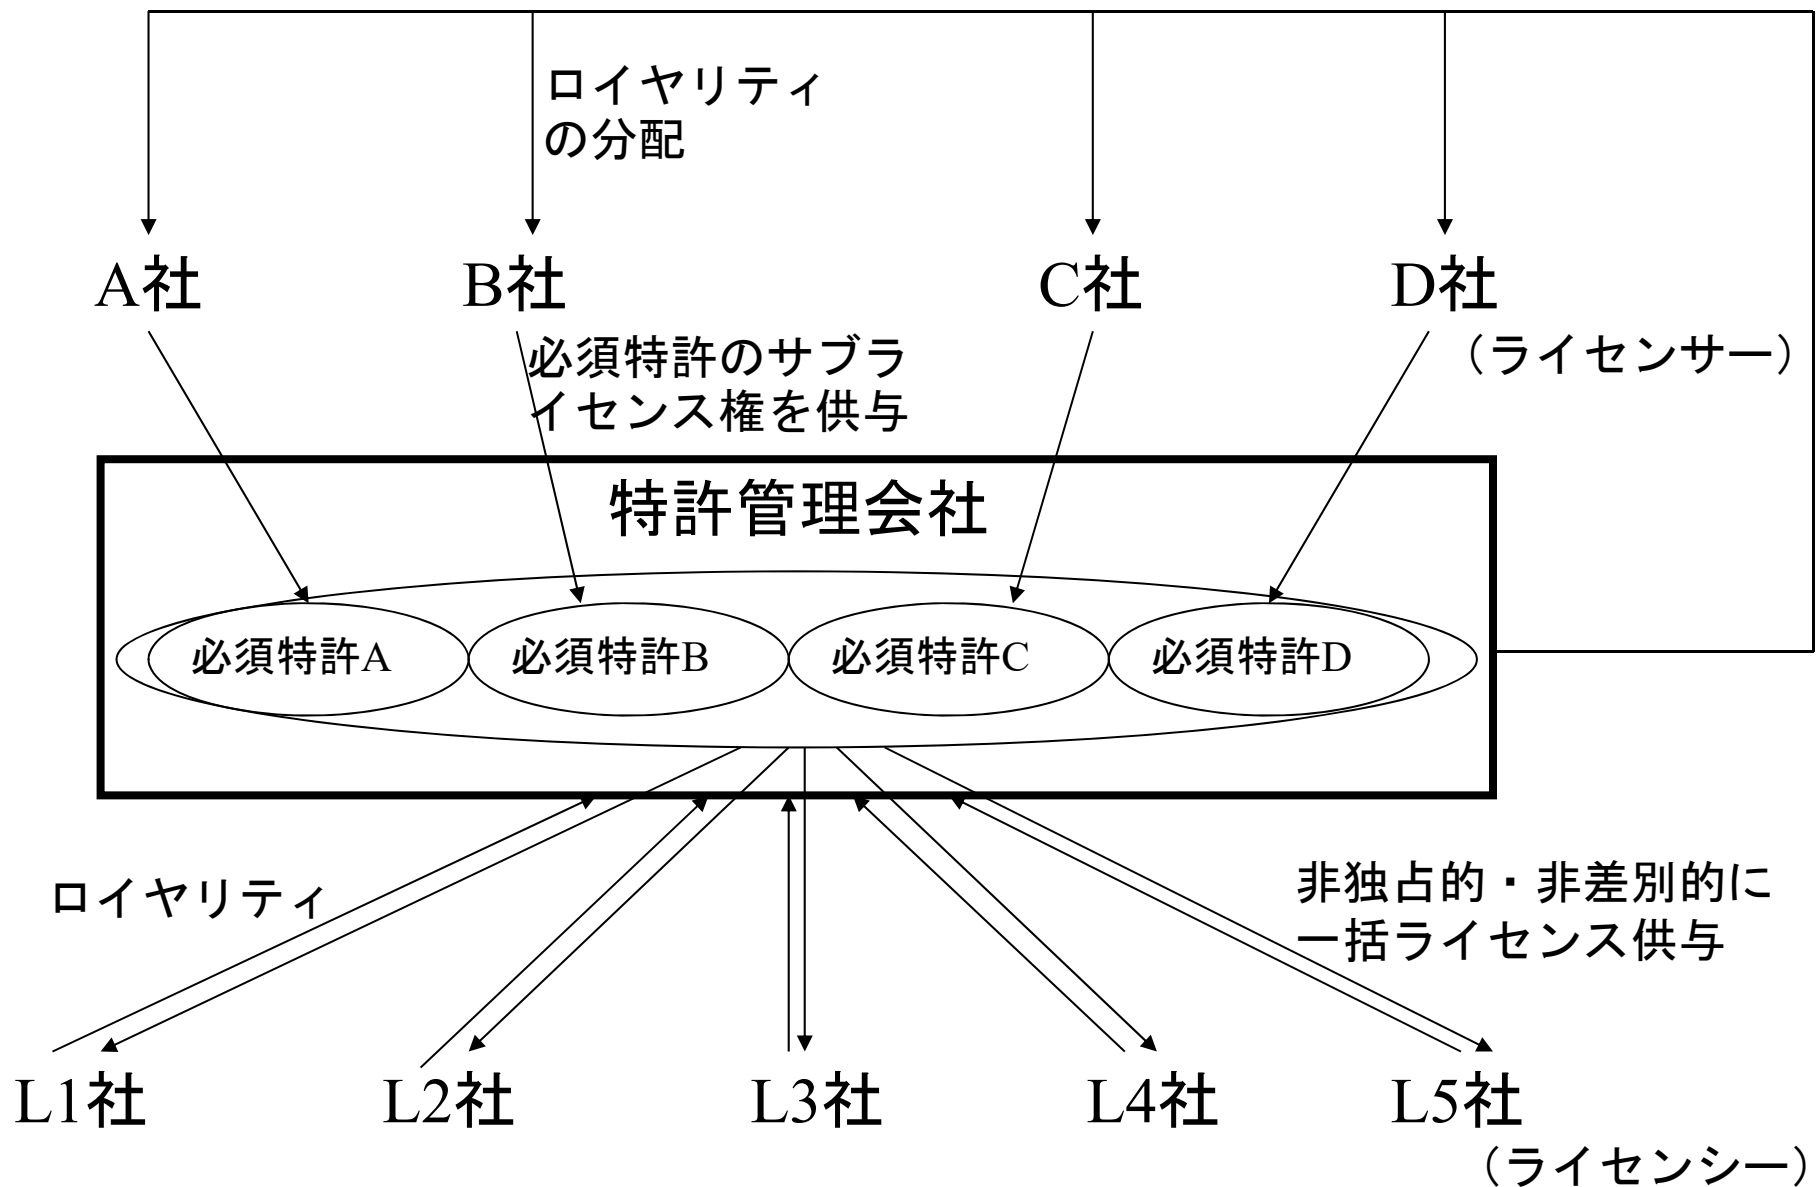 ロイヤリティ
の分配
A社
B社
C社
D社
（ライセンサー）
必須特許のサブラ
イセンス権を供与
特許管理会社
必須特許A
必須特許B
必須特許C
必須特許D
ロイヤリティ
非独占的・非差別的に
一括ライセンス供与
L1社
L2社
L3社
L4社
L5社
（ライセンシー）